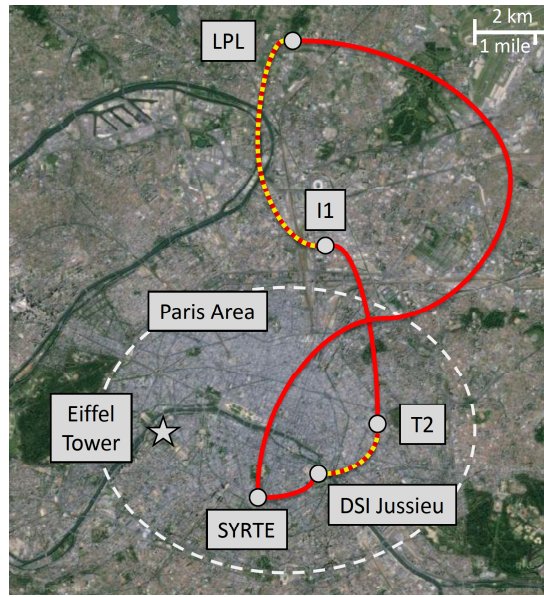 2 km
1 mile
LPL
I1
Paris Area
Eiffel
Tower
T2
DSI Jussieu
SYRTE